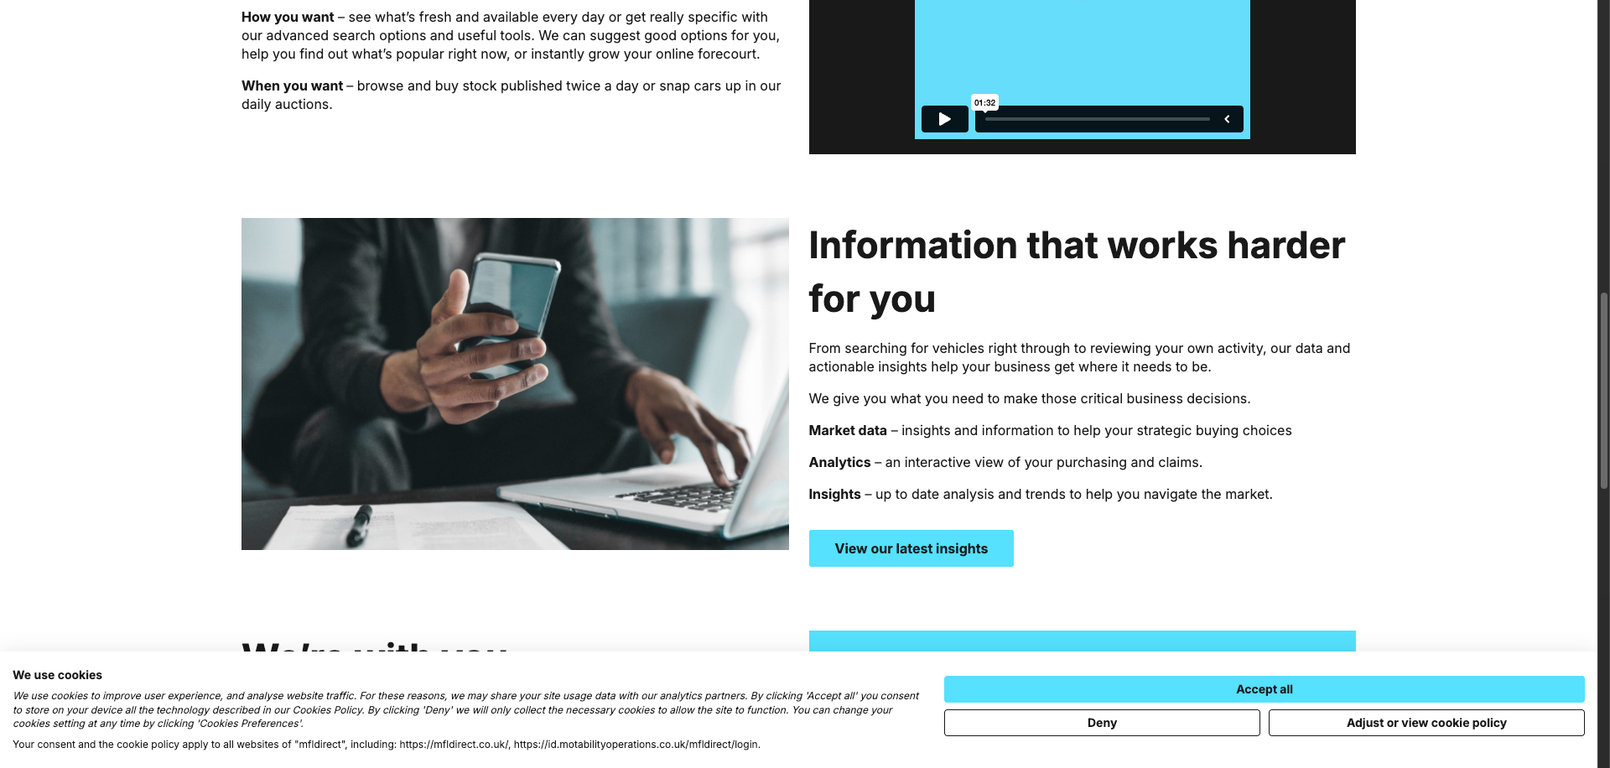 How you want – see what’s fresh and available every day or get really specific with
our advanced search options and useful tools. We can suggest good options for you,
help you find out what’s popular right now, or instantly grow your online forecourt.
When you want – browse and buy stock published twice a day or snap cars up in our
daily auctions.
01:32
Information that works harder
for you
From searching for vehicles right through to reviewing your own activity, our data and
actionable insights help your business get where it needs to be.
We give you what you need to make those critical business decisions.
Market data – insights and information to help your strategic buying choices
Analytics – an interactive view of your purchasing and claims.
Insights – up to date analysis and trends to help you navigate the market.
View our latest insights
We’re with you
We use cookies
We use cookies to improve user experience, and analyse website traffic. For these reasons, we may share your site usage data with our analytics partners. By clicking 'Accept all' you consent
to store on your device all the technology described in our Cookies Policy. By clicking 'Deny' we will only collect the necessary cookies to allow the site to function. You can change your
cookies setting at any time by clicking 'Cookies Preferences'.
Your consent and the cookie policy apply to all websites of "mfldirect", including: https://mfldirect.co.uk/, https://id.motabilityoperations.co.uk/mfldirect/login.
Accept all
Deny
Adjust or view cookie policy